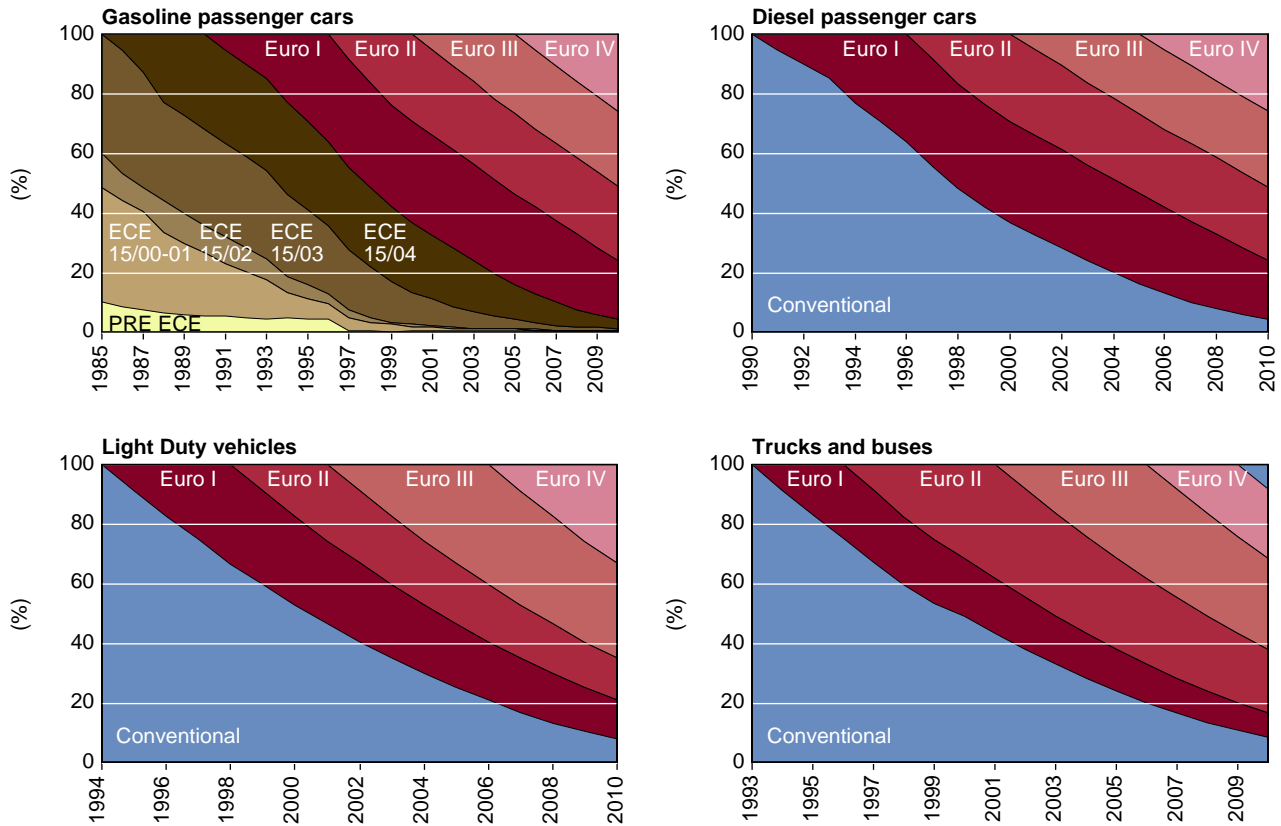 Gasoline passenger cars
(%)
100
80
60
40
20
0
Euro I
Euro II
Euro III
Euro IV
ECE
15/00-01
ECE
15/02
ECE
15/03
ECE
15/04
PRE ECE
1985
1987
1989
1991
1993
1995
1997
1999
2001
2003
2005
2007
2009
Diesel passenger cars
(%)
100
80
60
40
20
0
Euro I
Euro II
Euro III
Euro IV
Conventional
1990
1992
1994
1996
1998
2000
2002
2004
2006
2008
2010
Light Duty vehicles
(%)
100
80
60
40
20
0
Euro I
Euro II
Euro III
Euro IV
Conventional
1994
1996
1998
2000
2002
2004
2006
2008
2010
Trucks and buses
(%)
100
80
60
40
20
0
Euro I
Euro II
Euro III
Euro IV
Conventional
1993
1995
1997
1999
2001
2003
2005
2007
2009